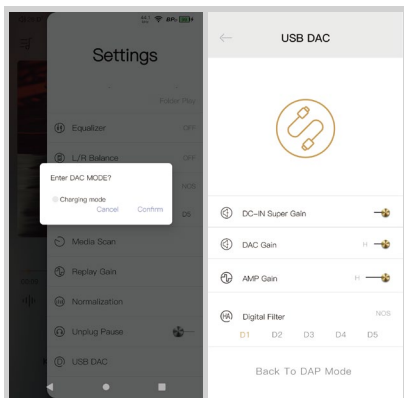 Settings
Folder Play
Equalizer OFF
L/R Balance OFF
Enter DAC MODE?
NOS
Charging mode
Cancel Confirm
D5
Media Scan
Replay Gain
Normalization
Unplug Pause
USB DAC
USB DAC
DC-IN Super Gain
DAC Gain H
AMP Gain H
Digital Filter NOS
D1 D2 D3 D4 D5
Back To DAP Mode